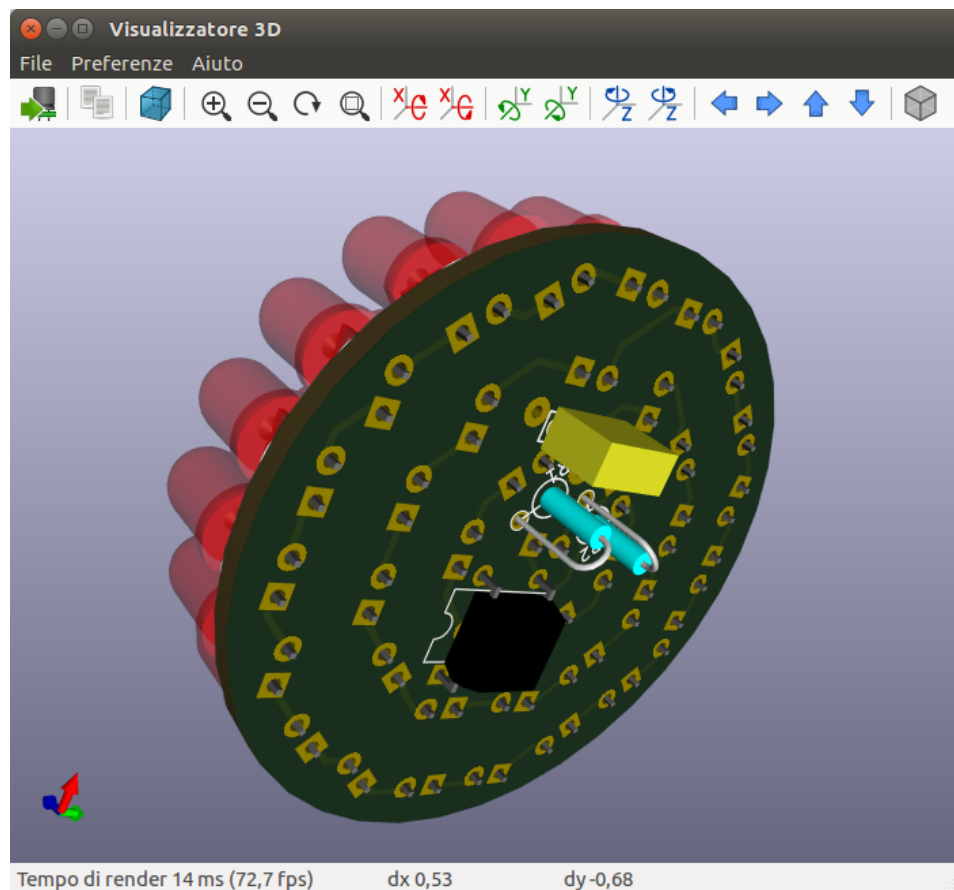 Visualizzatore 3D
File Preferenze Aiuto
X X Y Y Z Z
Tempo di render 14 ms (72,7 fps) dx 0,53 dy -0,68